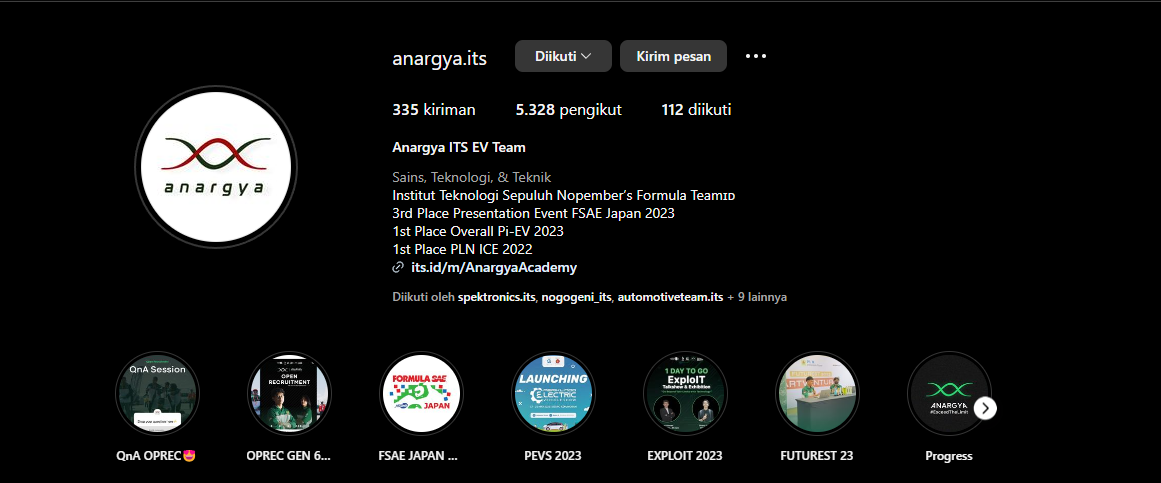 anargya.its
Diikuti
Kirim pesan
335 kiriman
5.328 pengikut
112 diikuti
anargya
Anargya ITS EV Team
Sains, Teknologi, & Teknik
Institut Teknologi Sepuluh Nopember’s Formula Teamɪᴅ
3rd Place Presentation Event FSAE Japan 2023
1st Place Overall Pi-EV 2023
1st Place PLN ICE 2022
its.id/m/AnargyaAcademy
Diikuti oleh spektronics.its, nogogeni_its, automotiveteam.its + 9 lainnya
QnA Session
OPEN
RECRUITMENT
FORMULA SAE
JAPAN
LAUNCHING
ELECTRIC
1 DAY TO GO
ExploIT
Talkshow & Exhibition
ANARGYA
#ExceedTheLimit
QnA OPREC😍
OPREC GEN 6...
FSAE JAPAN ...
PEVS 2023
EXPLOIT 2023
FUTUREST 23
Progress